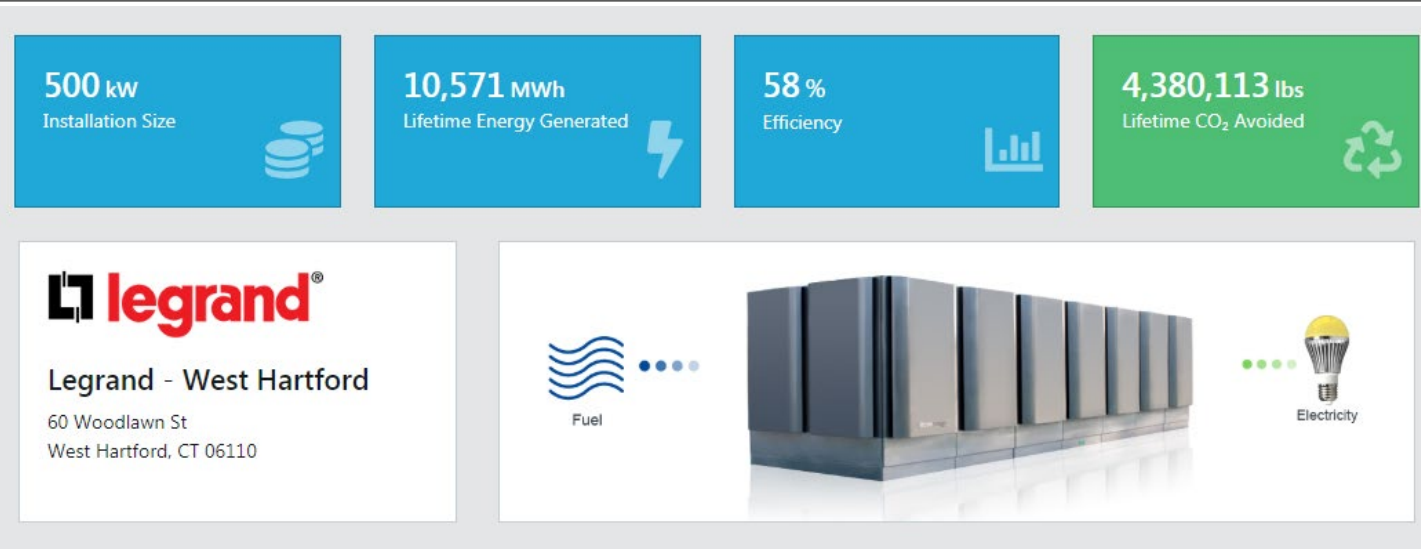 500 kW
Installation Size
10,571 MWh
Lifetime Energy Generated
58 %
Efficiency
4,380,113 lbs
Lifetime CO₂ Avoided
legrand®
Legrand - West Hartford
60 Woodlawn St
West Hartford, CT 06110
Fuel
Electricity